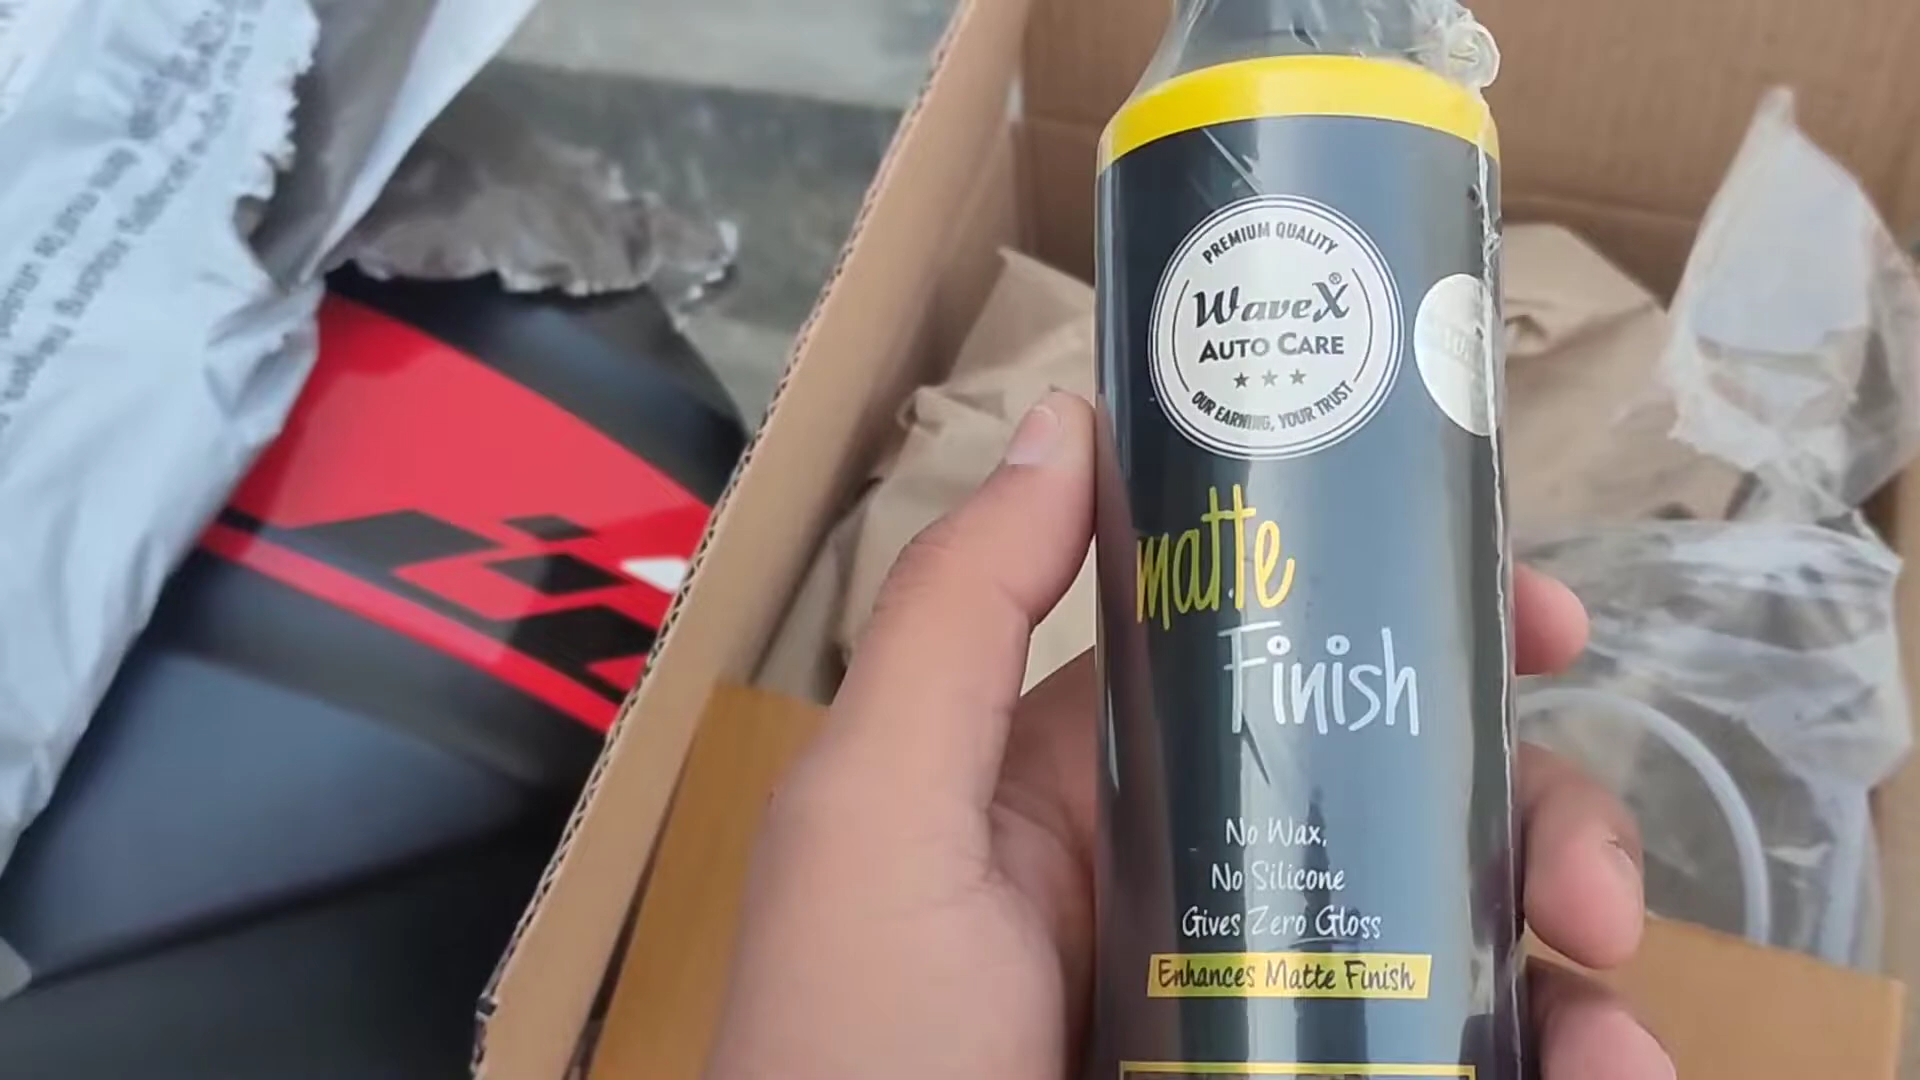 PREMIUM QUALITY
WaveX®
AUTO CARE
OUR EARNING, YOUR TRUST
matte
Finish
No Wax,
No Silicone
Gives Zero Gloss
Enhances Matte Finish